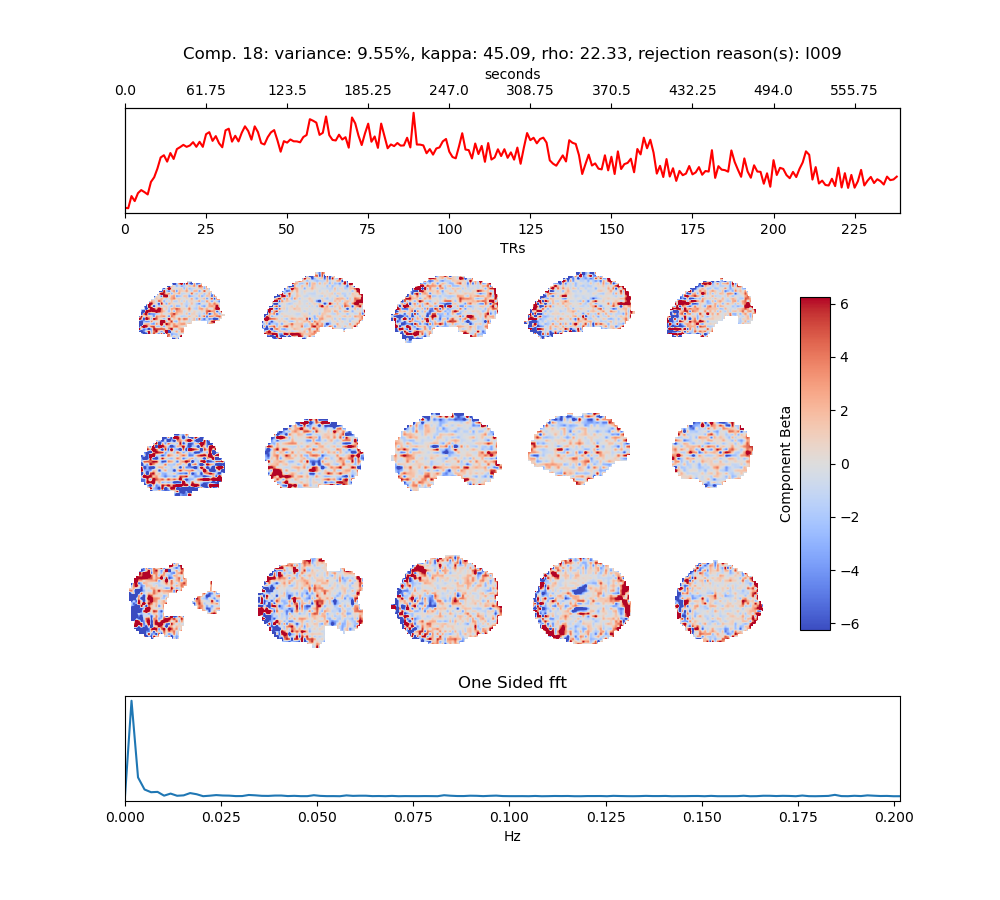 Comp. 18: variance: 9.55%, kappa: 45.09, rho: 22.33, rejection reason(s): I009
seconds
0.0 61.75 123.5 185.25 247.0 308.75 370.5 432.25 494.0 555.75
0 25 50 75 100 125 150 175 200 225
TRs
6
4
2
0
−2
−4
−6
Component Beta
One Sided fft
0.000 0.025 0.050 0.075 0.100 0.125 0.150 0.175 0.200
Hz